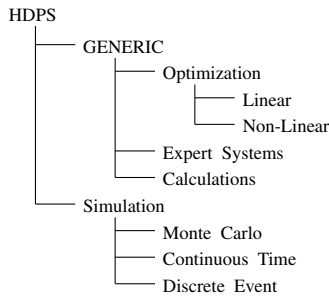 HDPS
GENERIC
Optimization
Linear
Non-Linear
Expert Systems
Calculations
Simulation
Monte Carlo
Continuous Time
Discrete Event